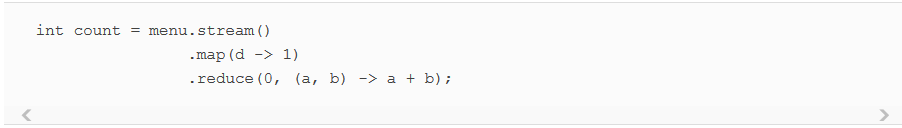 int count = menu.stream()
.map(d -> 1)
.reduce(0, (a, b) -> a + b);